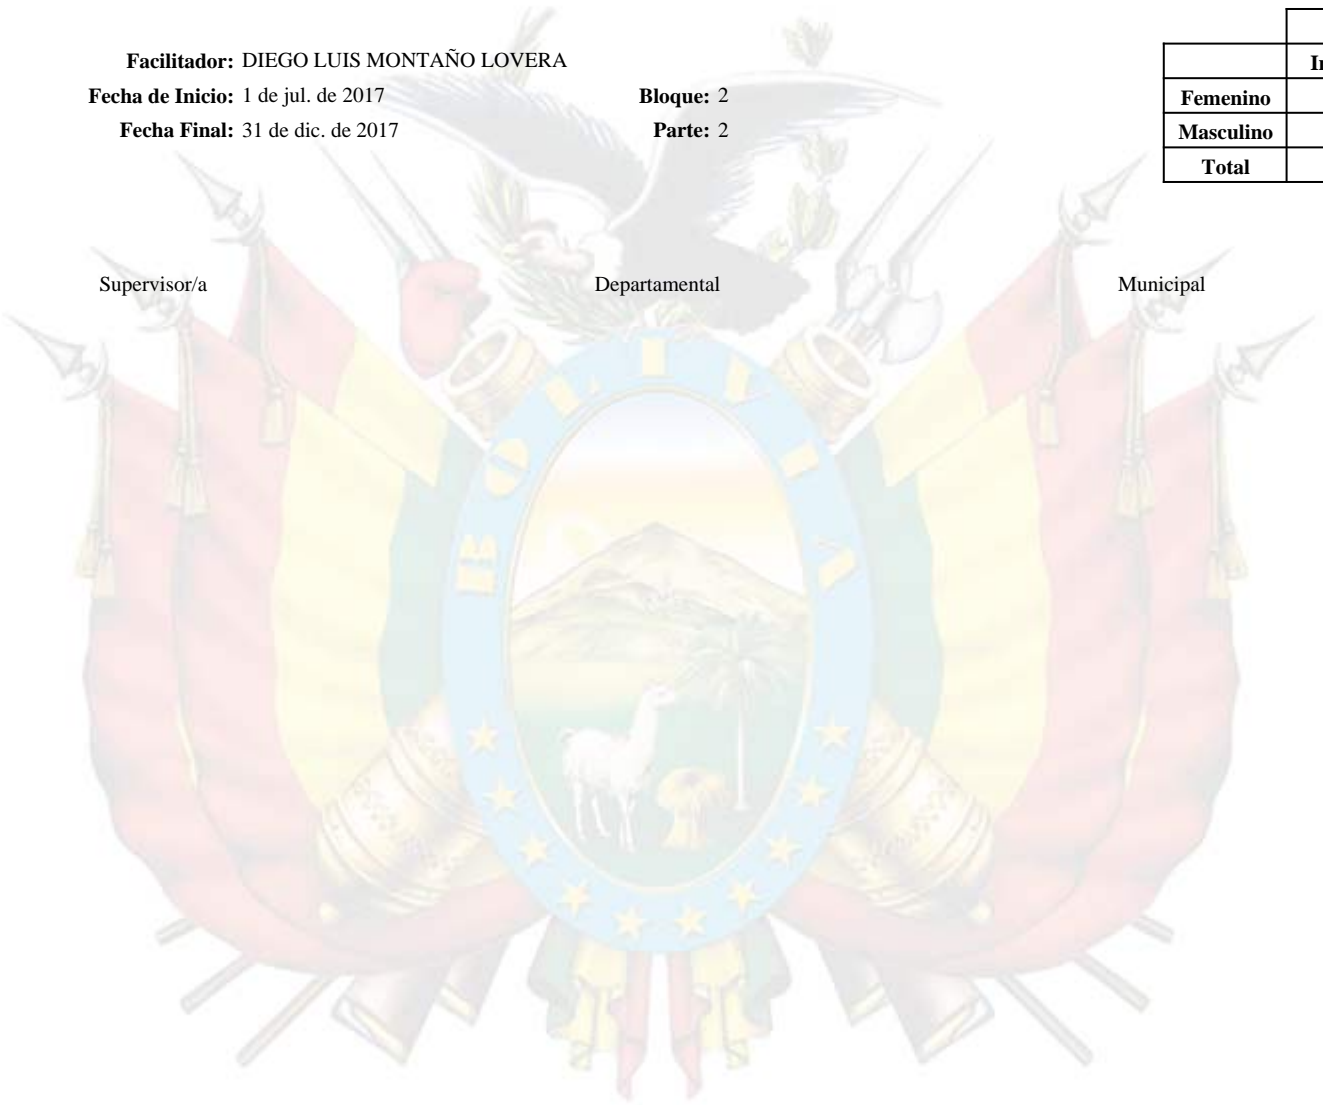 Facilitador: DIEGO LUIS MONTAÑO LOVERA
Fecha de Inicio: 1 de jul. de 2017 Bloque: 2
Fecha Final: 31 de dic. de 2017 Parte: 2
Femenino
Masculino
Total
Supervisor/a Departamental Municipal
BOLIVIA